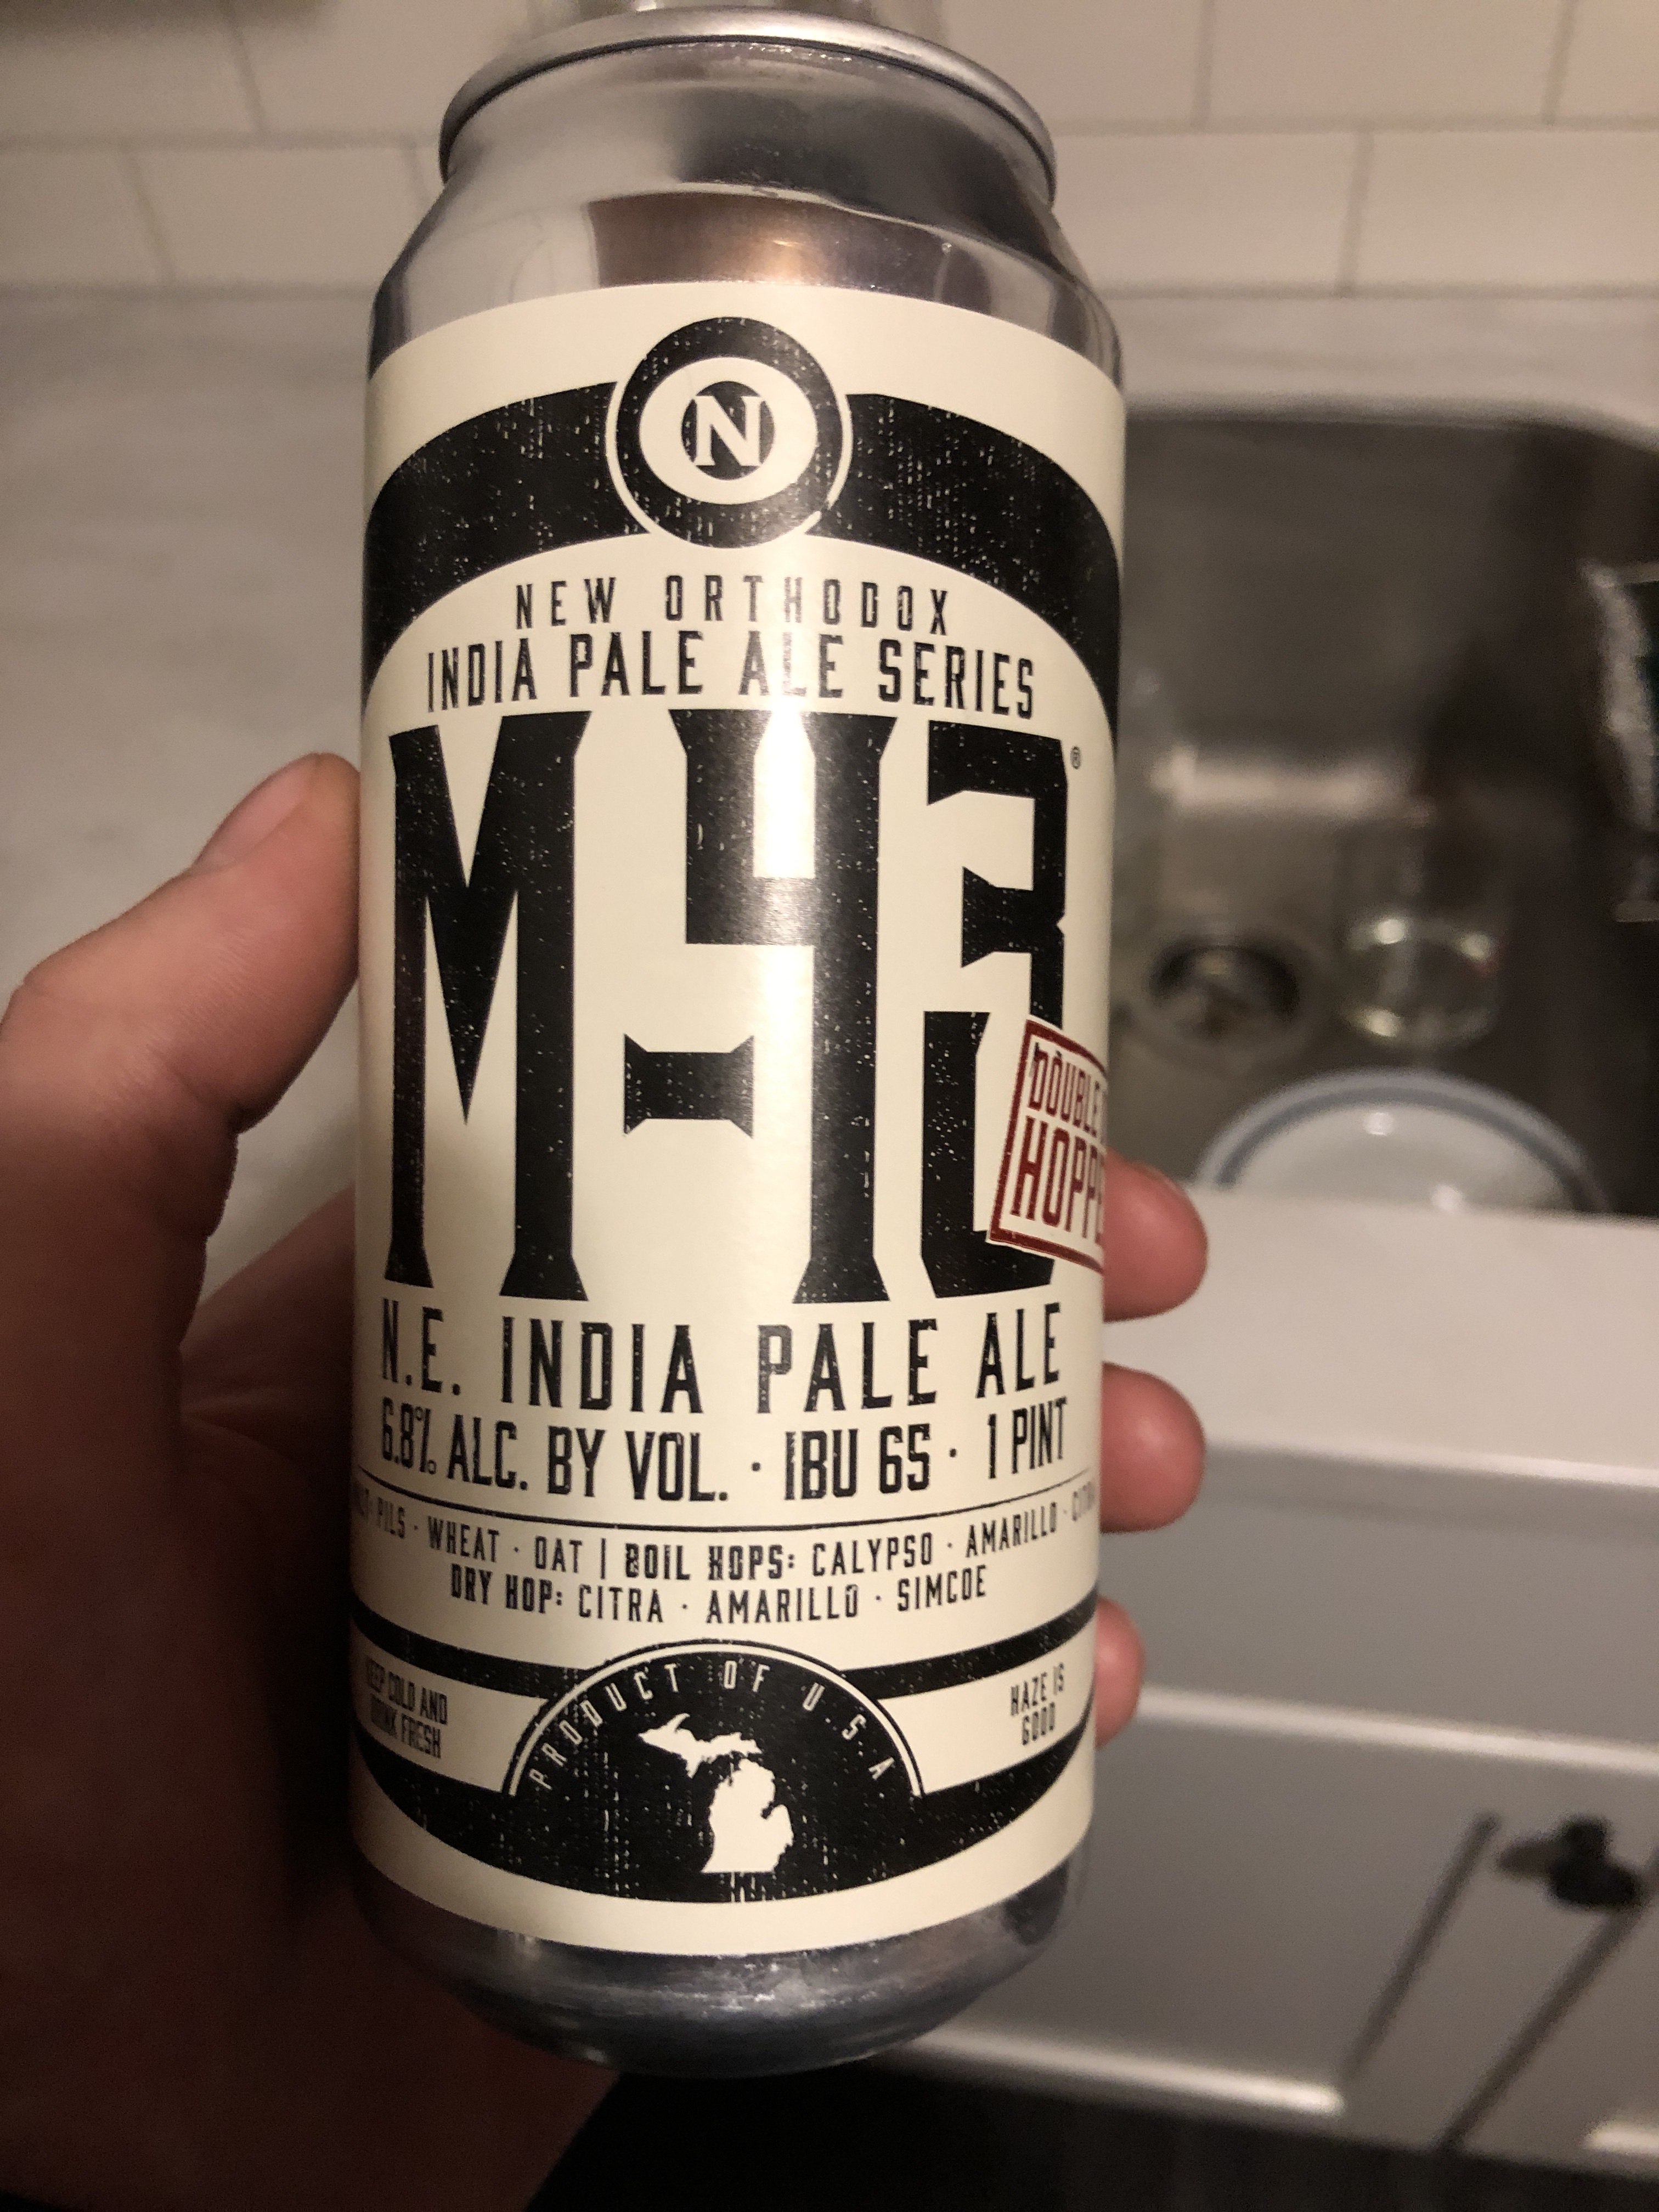 N
NEW ORTHODOX
INDIA PALE ALE SERIES
M-43®
DOUBLE
N.E. INDIA PALE ALE
6.8% ALC. BY VOL. · IBU 65 · 1 PINT
PILS · WHEAT · OAT | BOIL HOPS: CALYPSO · AMARILLO ·
DRY HOP: CITRA · AMARILLO · SIMCOE
KEEP COLD AND
DRINK FRESH
PRODUCT OF U.S.A
HAZE IS
GOOD